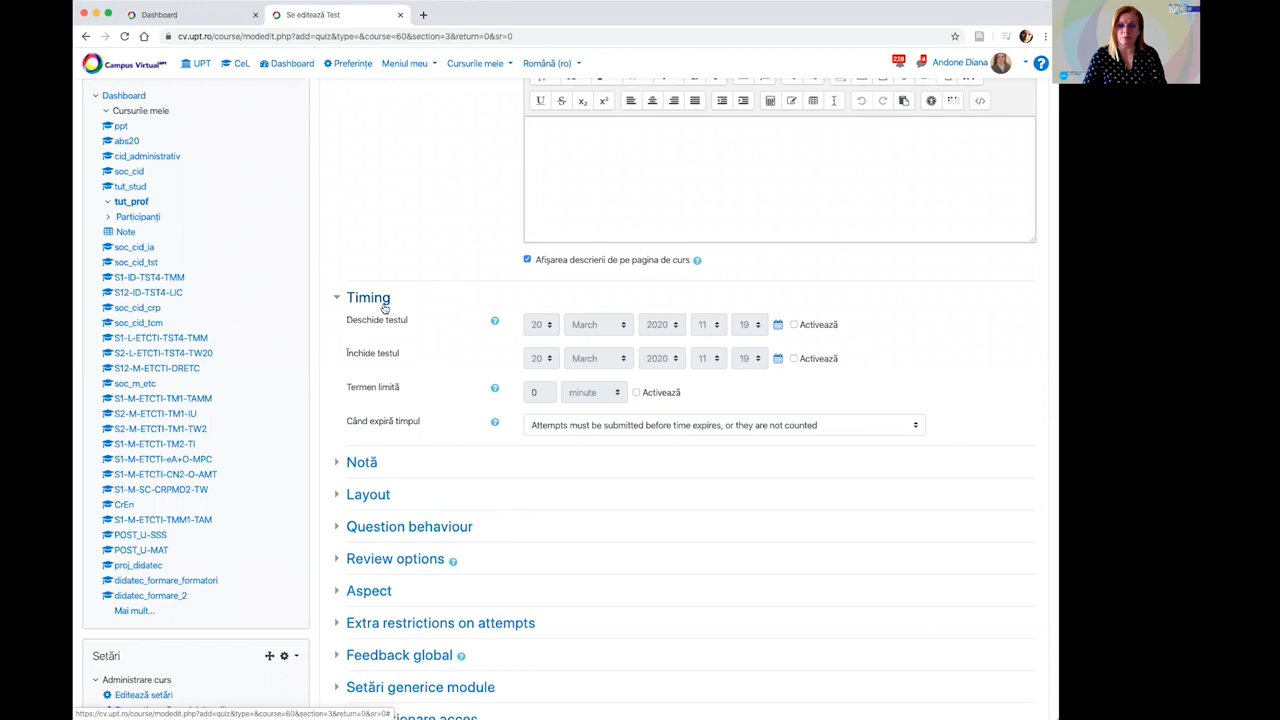 Dashboard
Se editează Test
cv.upt.ro/course/modedit.php?add=quiz&type=&course=60&section=3&return=0&sr=0
Campus Virtual UPT
UPT
CeL
Dashboard
Preferințe
Meniul meu
Cursurile mele
Română (ro)
228
Andone Diana
Dashboard
Cursurile mele
ppt
abs20
cid_administrativ
soc_cid
tut_stud
tut_prof
Participanți
Note
soc_cid_ia
soc_cid_tst
S1-ID-TST4-TMM
S12-ID-TST4-LIC
soc_cid_crp
soc_cid_tcm
S1-L-ETCTI-TST4-TMM
S2-L-ETCTI-TST4-TW20
S12-M-ETCTI-DRETC
soc_m_etc
S1-M-ETCTI-TM1-TAMM
S2-M-ETCTI-TM1-IU
S2-M-ETCTI-TM1-TW2
S1-M-ETCTI-TM2-TI
S1-M-ETCTI-eA+O-MPC
S1-M-ETCTI-CN2-O-AMT
S1-M-SC-CRPMD2-TW
CrEn
S1-M-ETCTI-TMM1-TAM
POST_U-SSS
POST_U-MAT
proj_didatec
didatec_formare_formatori
didatec_formare_2
Mai mult...
Setări
Administrare curs
Editează setări
https://cv.upt.ro/course/modedit.php?add=quiz&type=&course=60&section=3&return=0&sr=0#
Afișarea descrierii de pe pagina de curs
Timing
Deschide testul
20 March 2020 11 19 Activează
Închide testul
20 March 2020 11 19 Activează
Termen limită
0 minute Activează
Când expiră timpul
Attempts must be submitted before time expires, or they are not counted
Notă
Layout
Question behaviour
Review options
Aspect
Extra restrictions on attempts
Feedback global
Setări generice module